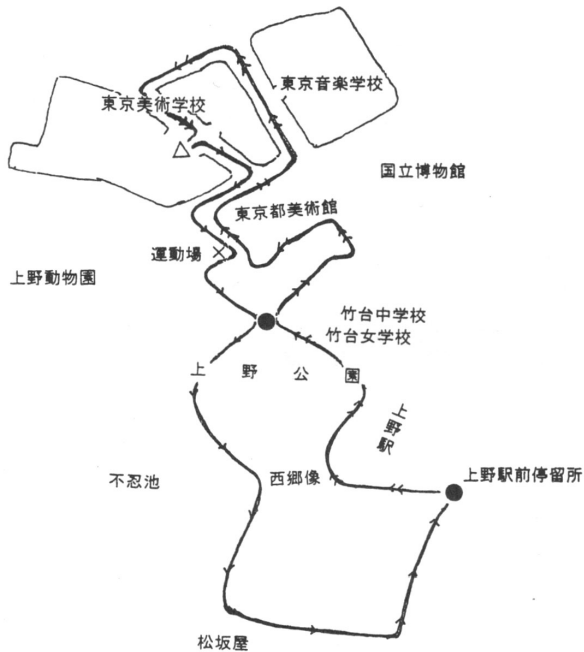 東京音楽学校
東京美術学校
国立博物館
東京都美術館
運動場
上野動物園
竹台中学校
竹台女学校
上野公園
上野駅
不忍池
西郷像
上野駅前停留所
松坂屋